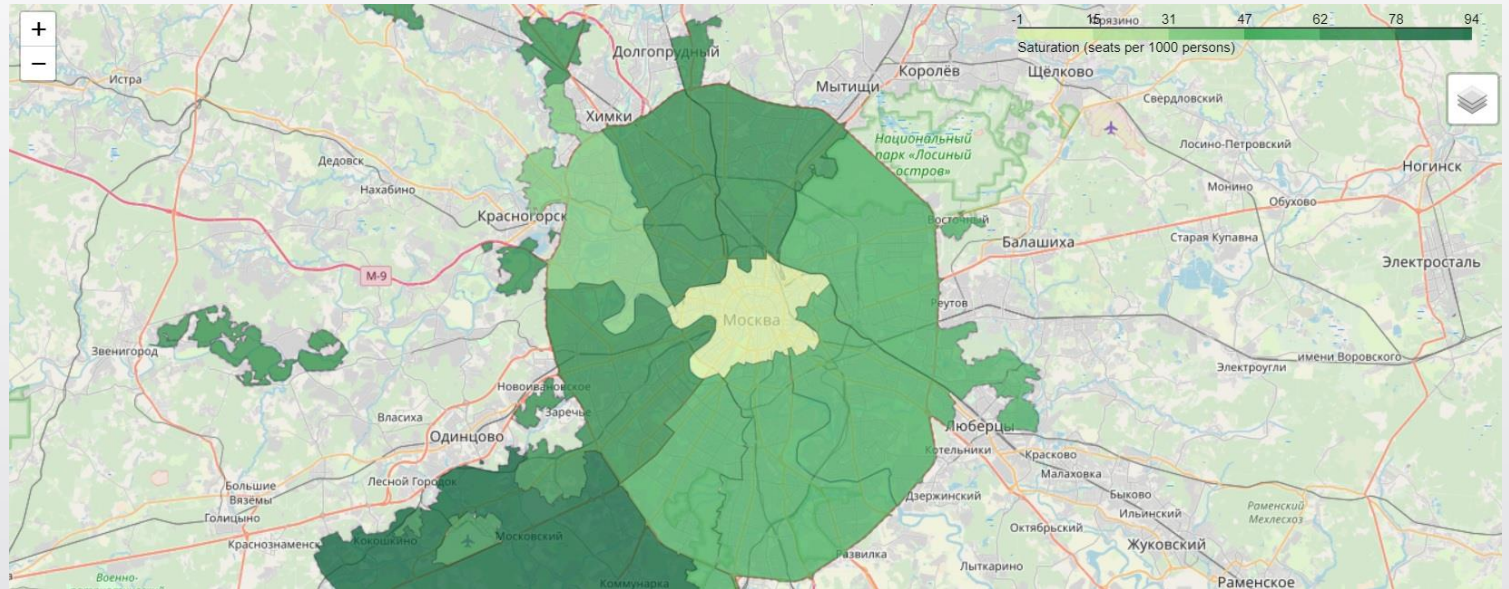 +
−
-1 15 31 47 62 78 94
Saturation (seats per 1000 persons)
Долгопрудный
Мытищи
Королёв
Щёлково
Истра
Свердловский
Химки
Национальный
парк «Лосиный
остров»
Лосино-Петровский
Дедовск
Ногинск
Нахабино
Монино
Обухово
Красногорск
Восточный
Балашиха
Старая Купавна
Электросталь
М-9
Реутов
Москва
Звенигород
имени Воровского
Электроугли
Новоивановское
Заречье
Власиха
Одинцово
Люберцы
Котельники
Красково
Малаховка
Лесной Городок
Большие
Вязёмы
Дзержинский
Быково
Раменский
Мехлесхоз
Голицыно
Ильинский
Октябрьский
Краснознаменск
Кокошкино
Московский
Жуковский
Развилка
Лыткарино
Военно-
Коммунарка
Раменское